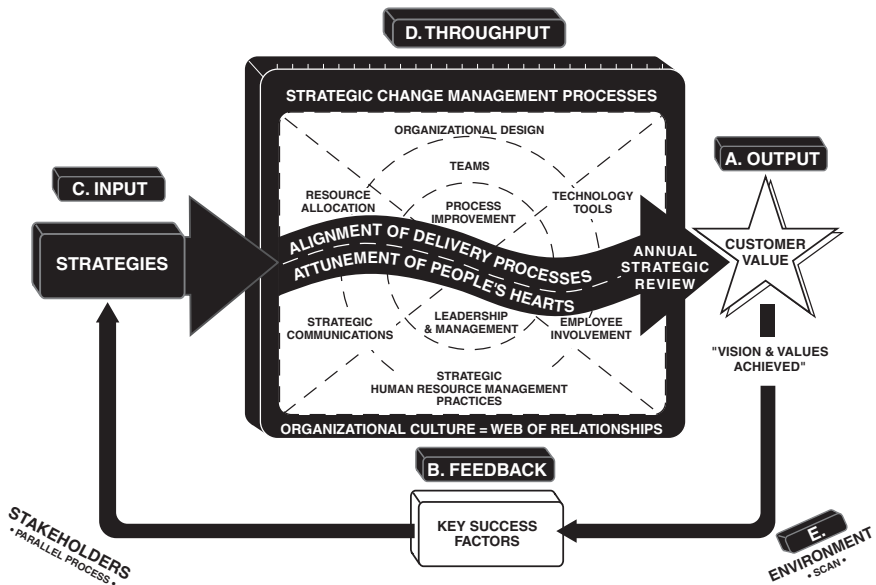 D. THROUGHPUT
STRATEGIC CHANGE MANAGEMENT PROCESSES
ORGANIZATIONAL DESIGN
TEAMS
A. OUTPUT
C. INPUT
RESOURCE
ALLOCATION
PROCESS
IMPROVEMENT
TECHNOLOGY
TOOLS
STRATEGIES
ALIGNMENT OF DELIVERY PROCESSES
ATTUNEMENT OF PEOPLE'S HEARTS
ANNUAL
STRATEGIC
REVIEW
CUSTOMER
VALUE
STRATEGIC
COMMUNICATIONS
LEADERSHIP
& MANAGEMENT
EMPLOYEE
INVOLVEMENT
"VISION & VALUES
ACHIEVED"
STRATEGIC
HUMAN RESOURCE MANAGEMENT
PRACTICES
ORGANIZATIONAL CULTURE = WEB OF RELATIONSHIPS
B. FEEDBACK
KEY SUCCESS
FACTORS
STAKEHOLDERS
• PARALLEL PROCESS •
E.
ENVIRONMENT
• SCAN •